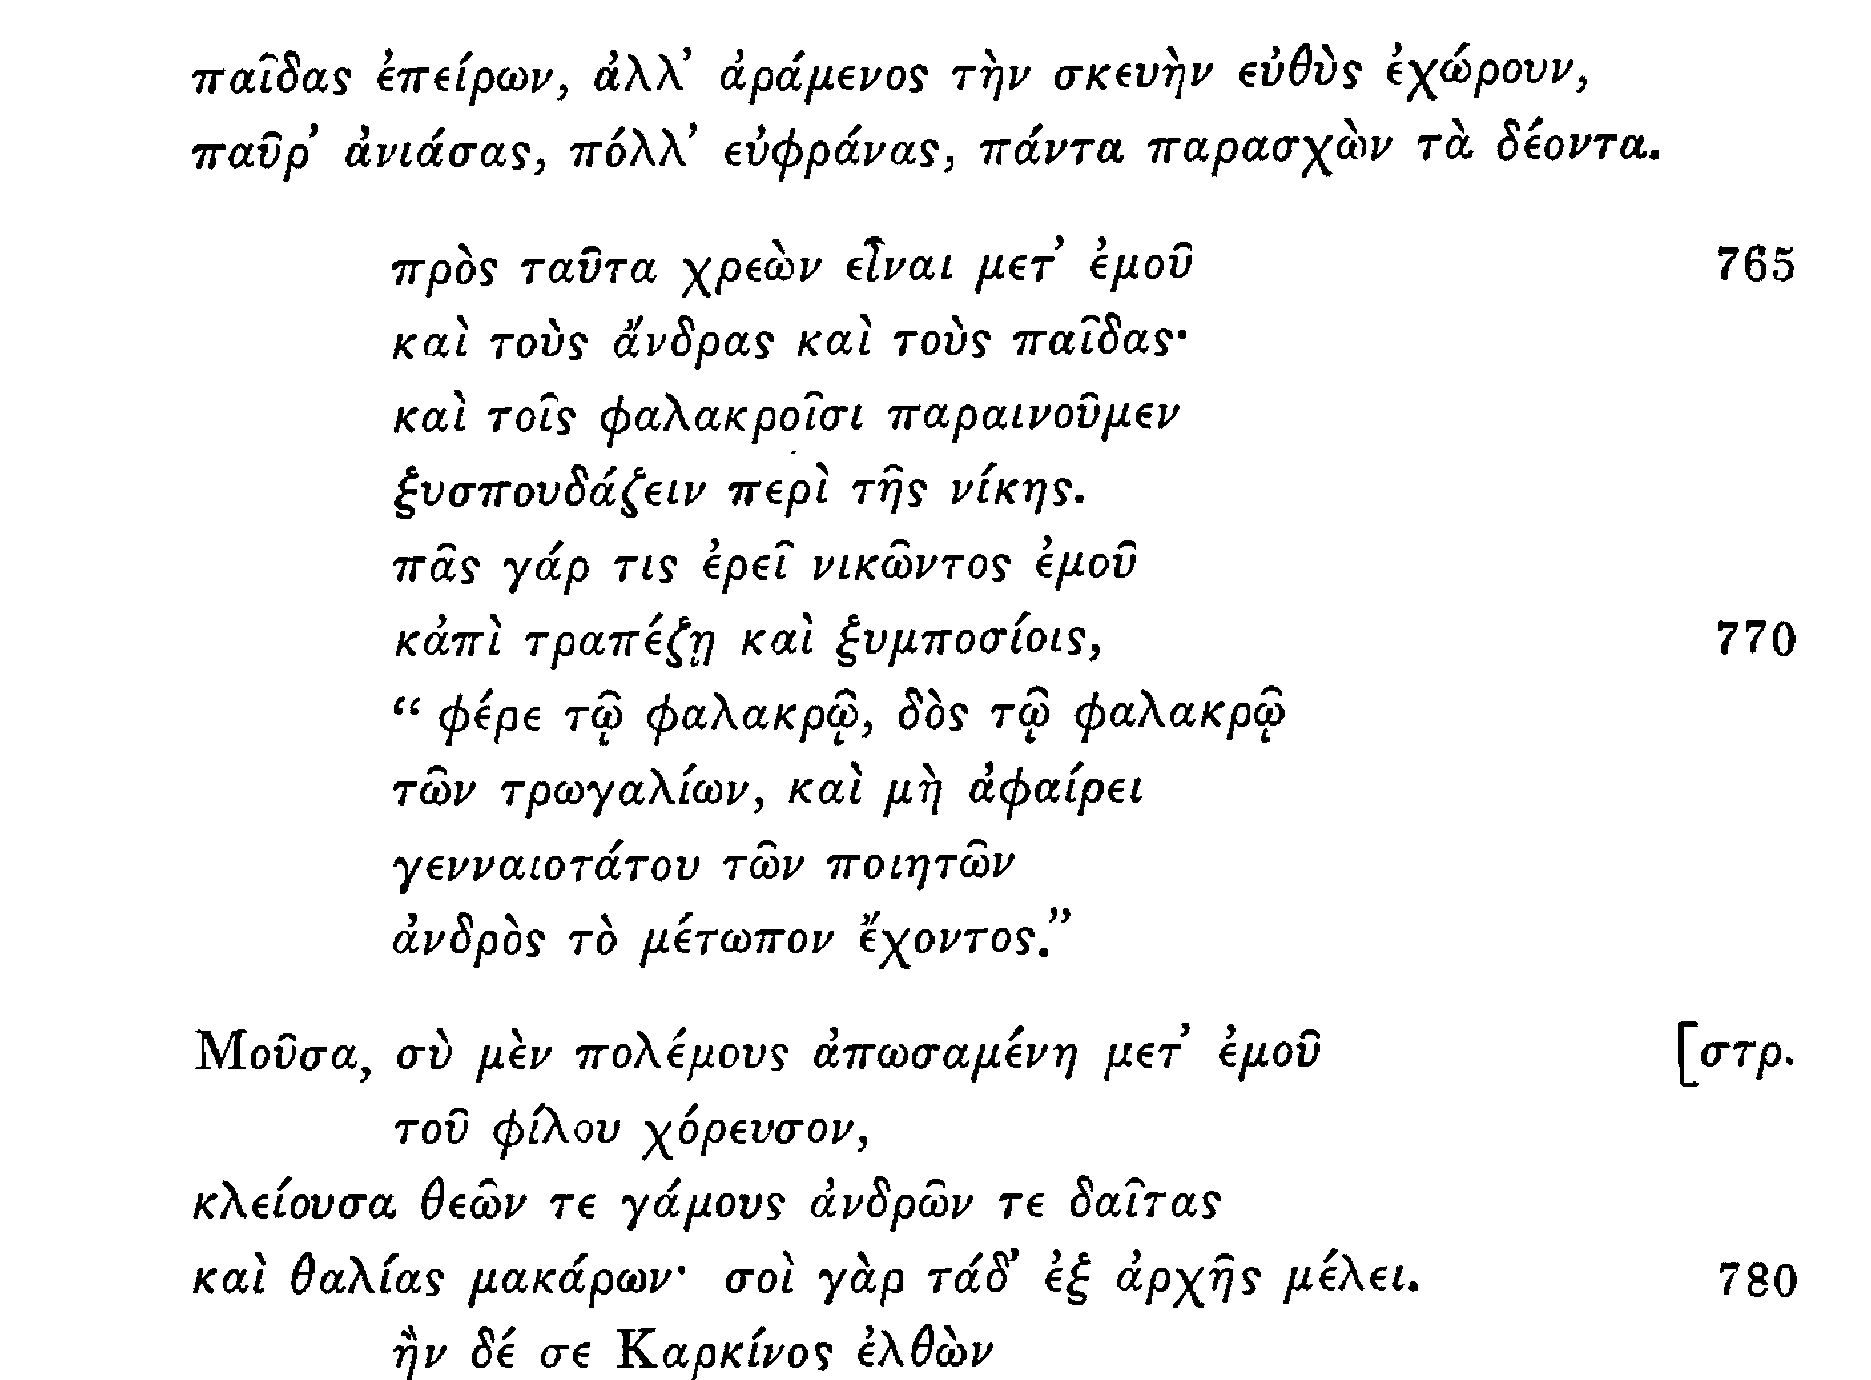 παῖδας ἐπείρων, ἀλλ’ ἀράμενος τὴν σκευὴν εὐθὺς ἐχώρουν,
παῦρ’ ἀνιάσας, πόλλ’ εὐφράνας, πάντα παρασχὼν τὰ δέοντα.
πρὸς ταῦτα χρεὼν εἶναι μετ’ ἐμοῦ 765
καὶ τοὺς ἄνδρας καὶ τοὺς παῖδας·
καὶ τοῖς φαλακροῖσι παραινοῦμεν
ξυσπουδάζειν περὶ τῆς νίκης.
πᾶς γάρ τις ἐρεῖ νικῶντος ἐμοῦ
κἀπὶ τραπέζῃ καὶ ξυμποσίοις, 770
“ φέρε τῷ φαλακρῷ, δὸς τῷ φαλακρῷ
τῶν τρωγαλίων, καὶ μὴ ἀφαίρει
γενναιοτάτου τῶν ποιητῶν
ἀνδρὸς τὸ μέτωπον ἔχοντος.”
Μοῦσα, σὺ μὲν πολέμους ἀπωσαμένη μετ’ ἐμοῦ [στρ.
τοῦ φίλου χόρευσον,
κλείουσα θεῶν τε γάμους ἀνδρῶν τε δαῖτας
καὶ θαλίας μακάρων· σοὶ γὰρ τάδ’ ἐξ ἀρχῆς μέλει. 780
ἢν δέ σε Καρκίνος ἐλθὼν